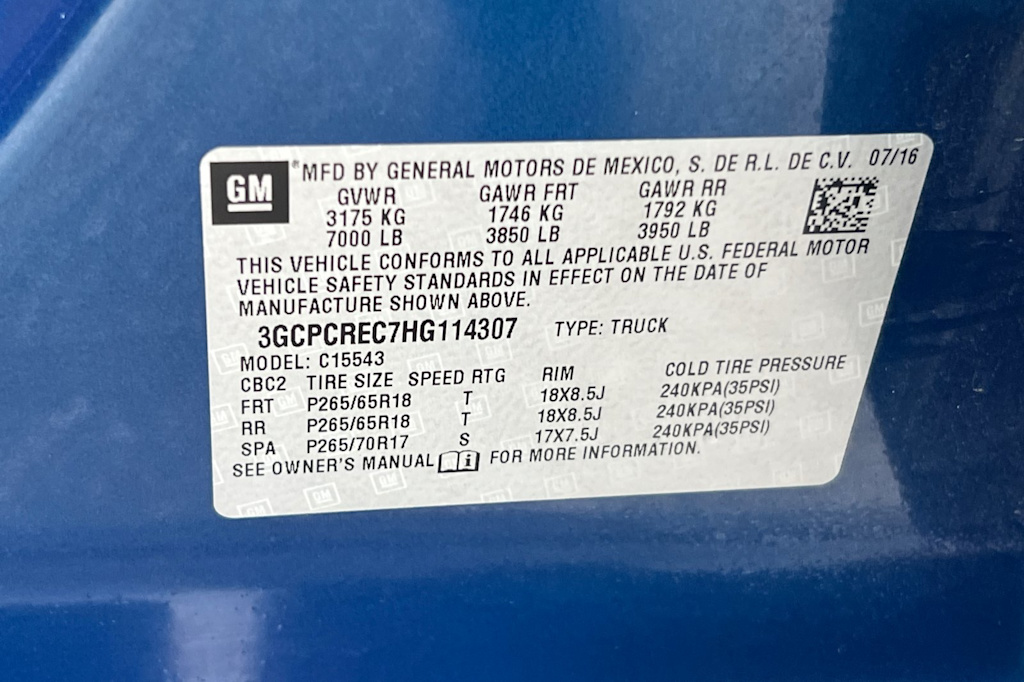 GM
®MFD BY GENERAL MOTORS DE MEXICO, S. DE R.L. DE C.V. 07/16
GVWR GAWR FRT GAWR RR
3175 KG 1746 KG 1792 KG
7000 LB 3850 LB 3950 LB
THIS VEHICLE CONFORMS TO ALL APPLICABLE U.S. FEDERAL MOTOR
VEHICLE SAFETY STANDARDS IN EFFECT ON THE DATE OF
MANUFACTURE SHOWN ABOVE.
3GCPCREC7HG114307 TYPE: TRUCK
MODEL: C15543
CBC2 TIRE SIZE SPEED RTG RIM COLD TIRE PRESSURE
FRT P265/65R18 T 18X8.5J 240KPA(35PSI)
RR P265/65R18 T 18X8.5J 240KPA(35PSI)
SPA P265/70R17 S 17X7.5J 240KPA(35PSI)
SEE OWNER'S MANUAL i FOR MORE INFORMATION.